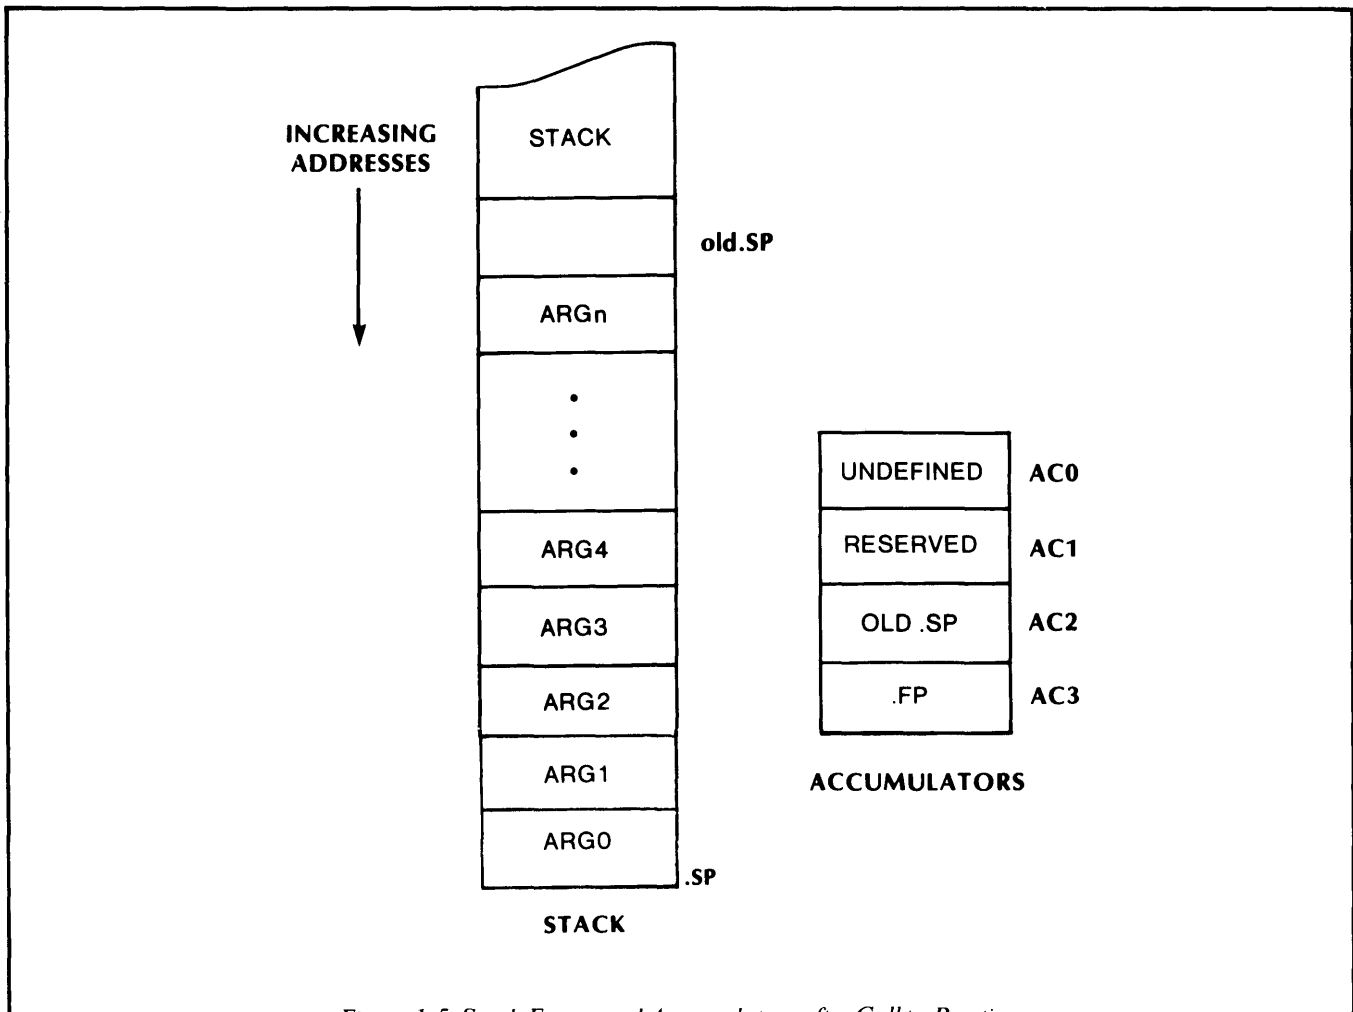 INCREASING
ADDRESSES
STACK
old.SP
ARGn
ARG4
ARG3
ARG2
ARG1
ARG0
.SP
STACK
UNDEFINED AC0
RESERVED AC1
OLD .SP AC2
.FP AC3
ACCUMULATORS